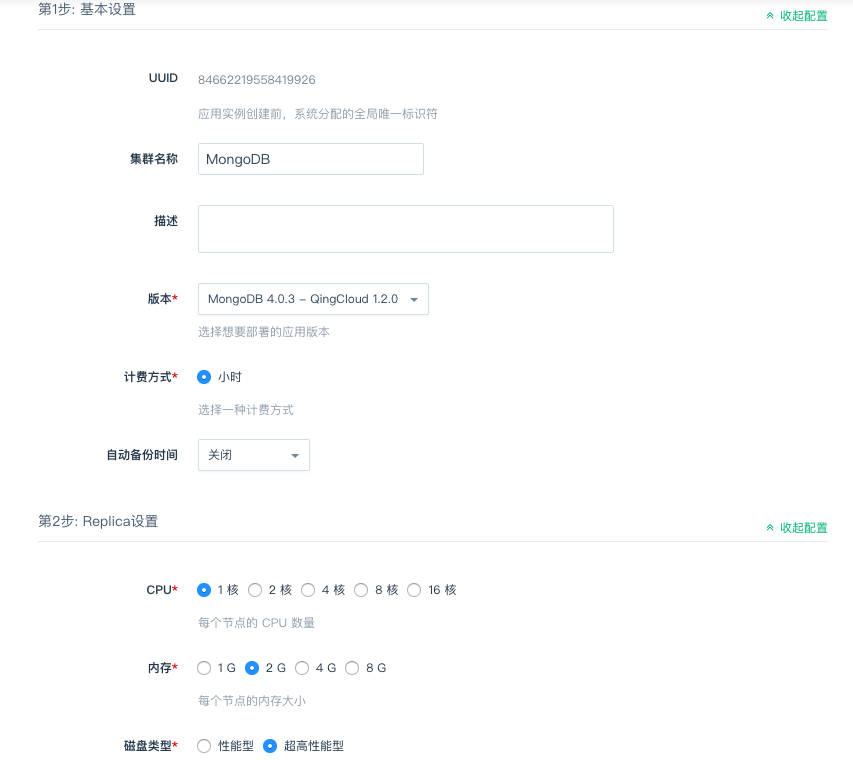 第1步: 基本设置
收起配置
UUID 84662219558419926
应用实例创建前，系统分配的全局唯一标识符
集群名称 MongoDB
描述
版本* MongoDB 4.0.3 - QingCloud 1.2.0
选择想要部署的应用版本
计费方式* 小时
选择一种计费方式
自动备份时间 关闭
第2步: Replica设置
收起配置
CPU* 1 核 2 核 4 核 8 核 16 核
每个节点的 CPU 数量
内存* 1 G 2 G 4 G 8 G
每个节点的内存大小
磁盘类型* 性能型 超高性能型